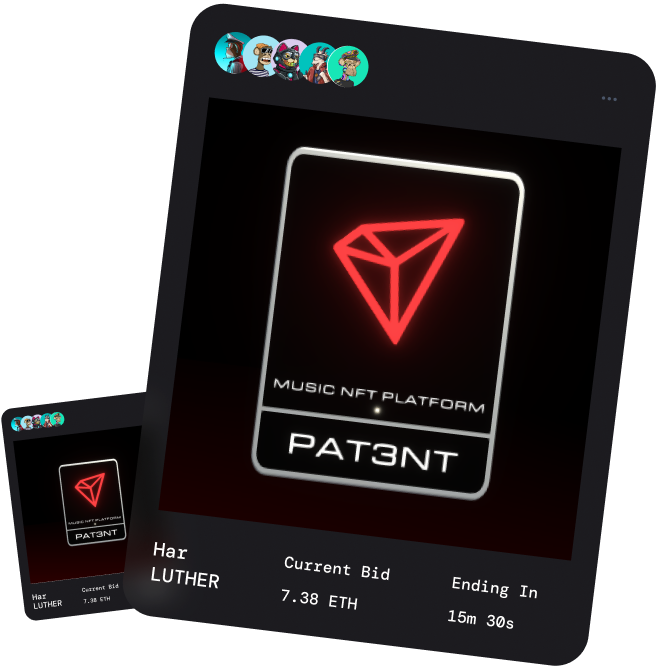 MUSIC NFT PLATFORM
PAT3NT
Har
LUTHER
Current Bid
7.38 ETH
Ending In
15m 30s
MUSIC NFT PLATFORM
PAT3NT
Har
LUTHER
Current Bid
7.38 ETH